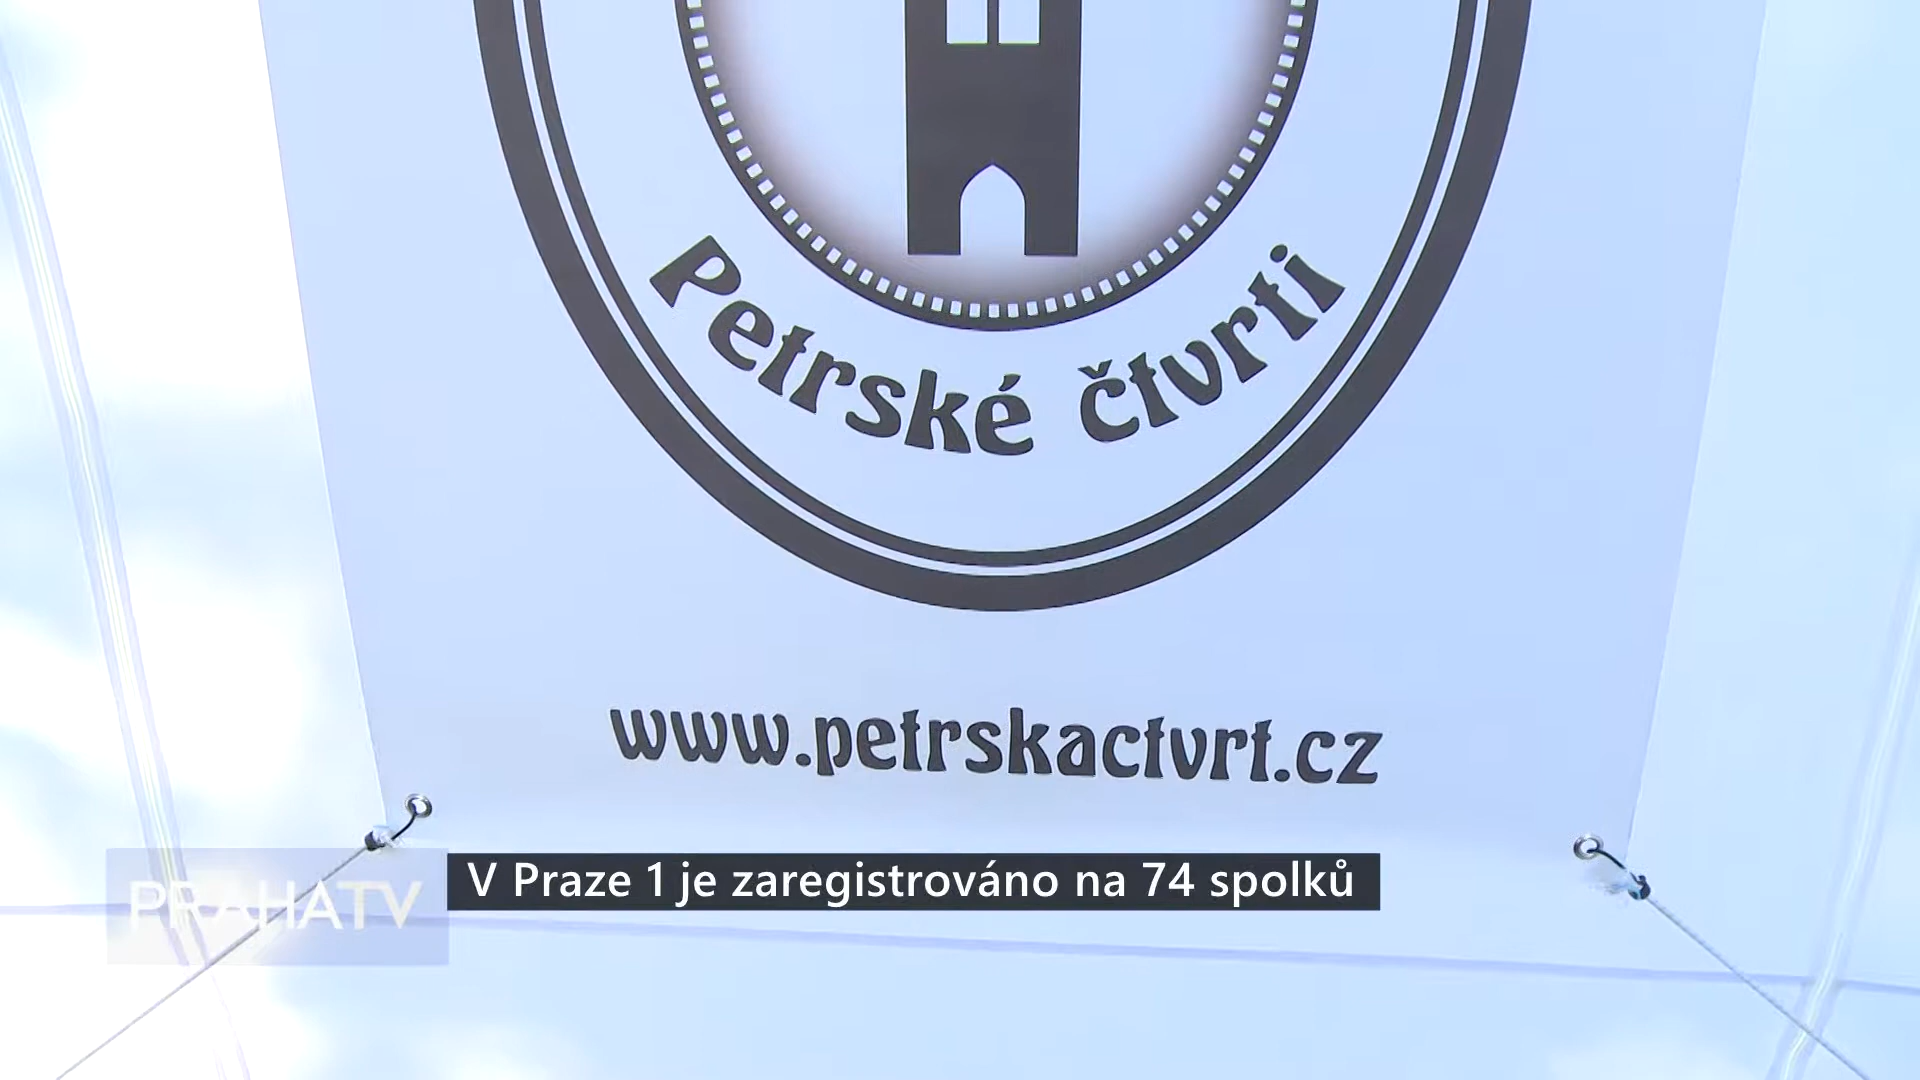 Petrské čtvrti
www.petrskactvrt.cz
V Praze 1 je zaregistrováno na 74 spolků
PRAHATV